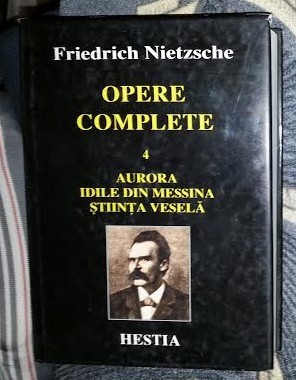 Friedrich Nietzsche
OPERE
COMPLETE
4
AURORA
IDILE DIN MESSINA
ȘTIINȚA VESELĂ
HESTIA